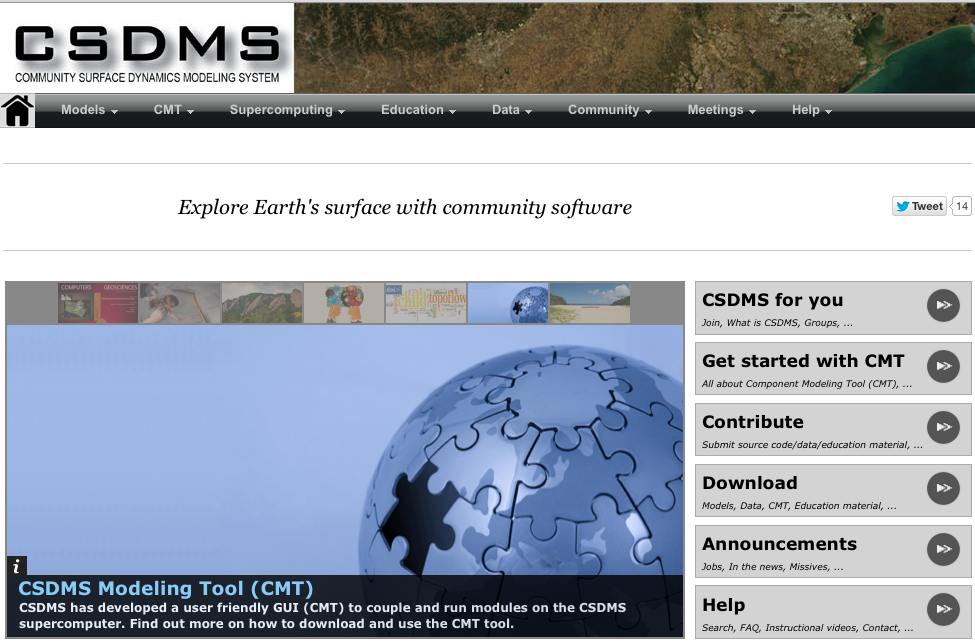 CSDMS
COMMUNITY SURFACE DYNAMICS MODELING SYSTEM
Models CMT Supercomputing Education Data Community Meetings Help
Explore Earth's surface with community software
Tweet 14
COMPUTERS GEOSCIENCES
child topoflow
CSDMS for you
Join, What is CSDMS, Groups, ...
Get started with CMT
All about Component Modeling Tool (CMT), ...
Contribute
Submit source code/data/education material, ...
Download
Models, Data, CMT, Education material, ...
Announcements
Jobs, In the news, Missives, ...
Help
Search, FAQ, Instructional videos, Contact, ...
i
CSDMS Modeling Tool (CMT)
CSDMS has developed a user friendly GUI (CMT) to couple and run modules on the CSDMS
supercomputer. Find out more on how to download and use the CMT tool.